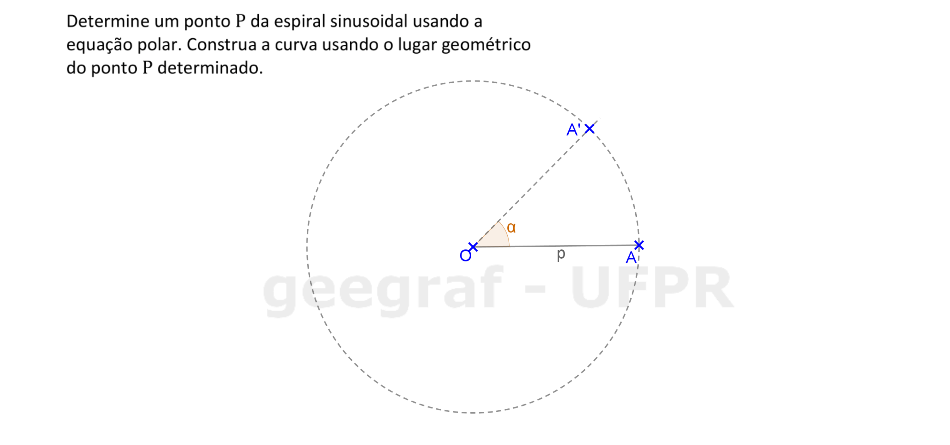 Determine um ponto P da espiral sinusoidal usando a
equação polar. Construa a curva usando o lugar geométrico
do ponto P determinado.
A'
α
O
p
A
geegraf - UFPR